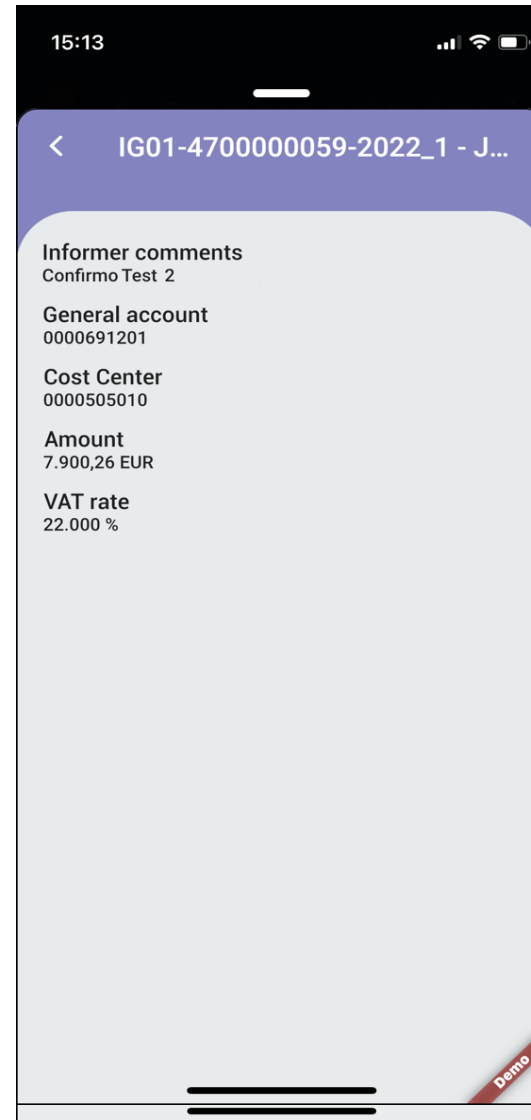 15:13
IG01-4700000059-2022_1 - J...
Informer comments
Confirmo Test 2
General account
0000691201
Cost Center
0000505010
Amount
7.900,26 EUR
VAT rate
22.000 %
Demo